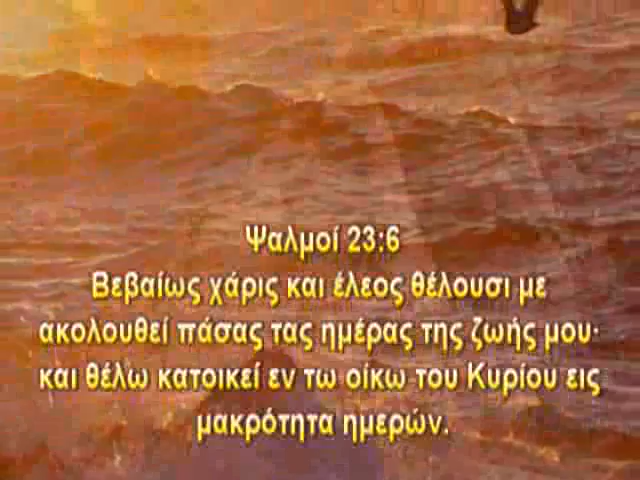 Ψαλμοί 23:6
Βεβαίως χάρις και έλεος θέλουσι με
ακολουθεί πάσας τας ημέρας της ζωής μου·
και θέλω κατοικεί εν τω οίκω του Κυρίου εις
μακρότητα ημερών.